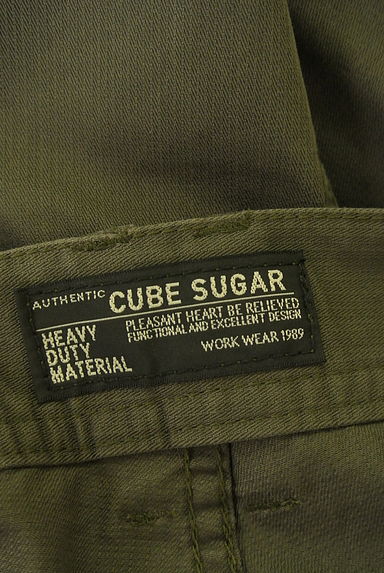 AUTHENTIC CUBE SUGAR
HEAVY
DUTY
MATERIAL
PLEASANT HEART BE RELIEVED
FUNCTIONAL AND EXCELLENT DESIGN
WORK WEAR 1989